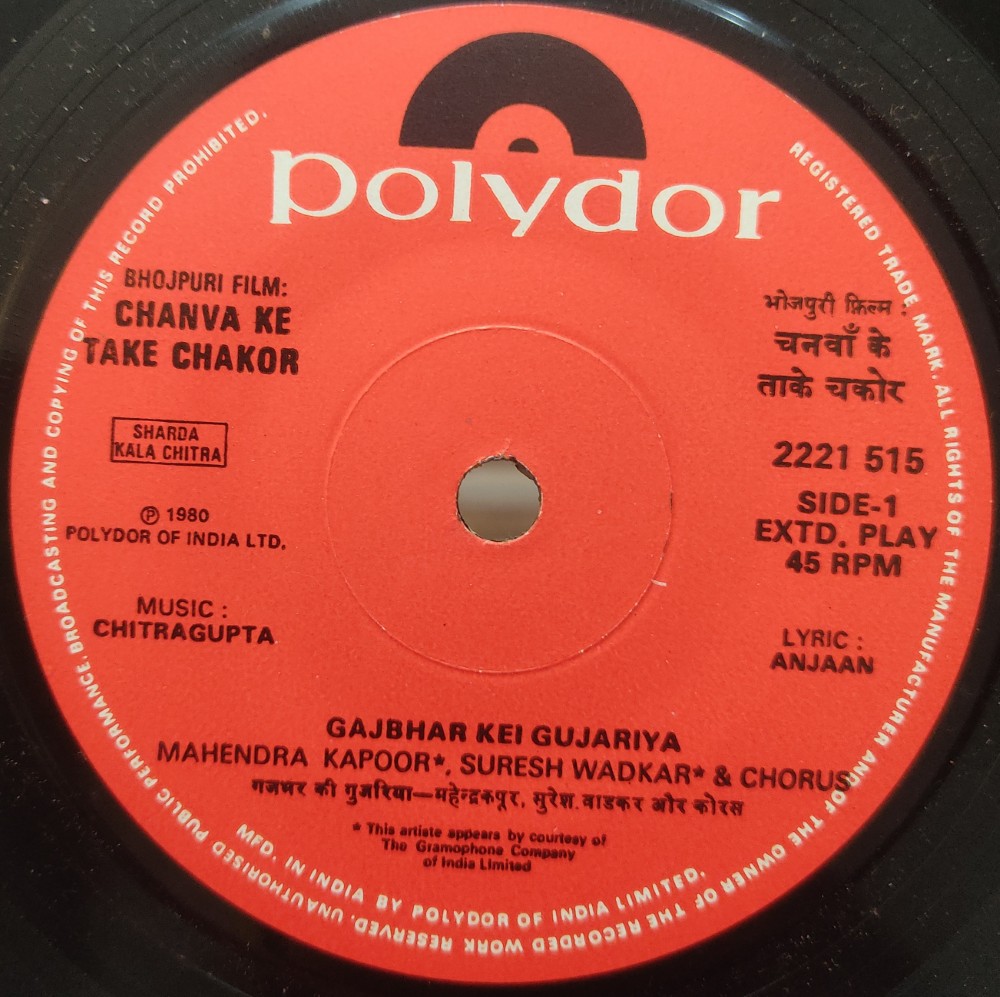 polydor
BHOJPURI FILM:
CHANVA KE
TAKE CHAKOR
SHARDA
KALA CHITRA
℗ 1980
POLYDOR OF INDIA LTD.
MUSIC :
CHITRAGUPTA
भोजपुरी फ़िल्म :
चनवाँ के
ताके चकोर
2221 515
SIDE-1
EXTD. PLAY
45 RPM
LYRIC :
ANJAAN
GAJBHAR KEI GUJARIYA
MAHENDRA KAPOOR*, SURESH WADKAR* & CHORUS
गजभर की गुजरिया—महेन्द्रकपूर, सुरेश वाडकर और कोरस
* This artiste appears by courtesy of
The Gramophone Company
of India Limited
MFD. IN INDIA BY POLYDOR OF INDIA LIMITED.
REGISTERED TRADE MARK. ALL RIGHTS OF THE MANUFACTURER AND OF THE OWNER OF THE RECORDED WORK RESERVED. UNAUTHORISED PUBLIC PERFORMANCE. BROADCASTING AND COPYING OF THIS RECORD PROHIBITED.